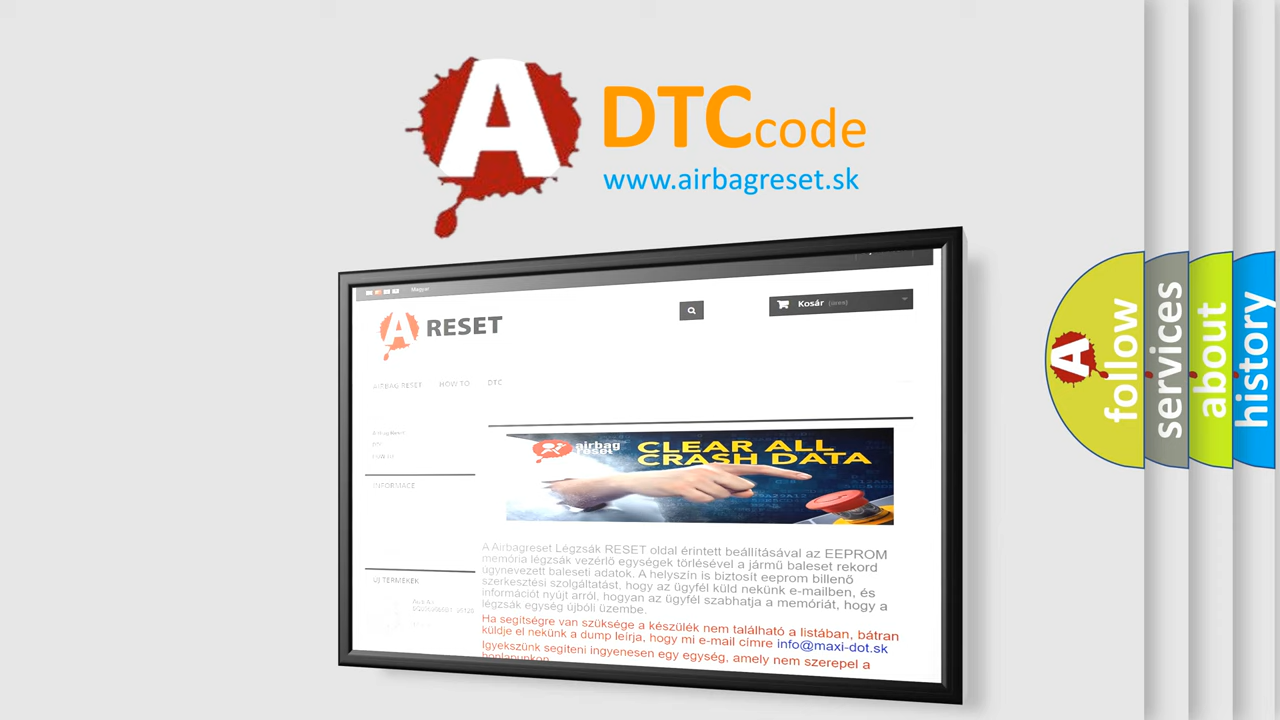 A
DTC code
www.airbagreset.sk
Magyar
Kosár (üres)
A RESET
AIRBAG RESET HOW TO DTC
INFORMACE
airbag
reset
CLEAR ALL
CRASH DATA
A Airbagreset Légzsák RESET oldal érintett beállításával az EEPROM
memória légzsák vezérlő egységek törlésével a jármű baleset rekord
úgynevezett baleseti adatok. A helyszín is biztosít eeprom billenő
szerkesztési szolgáltatást, hogy az ügyfél küld nekünk e-mailben, és
információt nyújt arról, hogyan az ügyfél szabhatja a memóriát, hogy a
légzsák egység újbóli üzembe.
Ha segítségre van szüksége a készülék nem található a listában, bátran
küldje el nekünk a dump leírja, hogy mi e-mail címre info@maxi-dot.sk
Igyekszünk segíteni ingyenesen egy egység, amely nem szerepel a
honlapunkon
ÚJ TERMÉKEK
A
follow
services
about
history